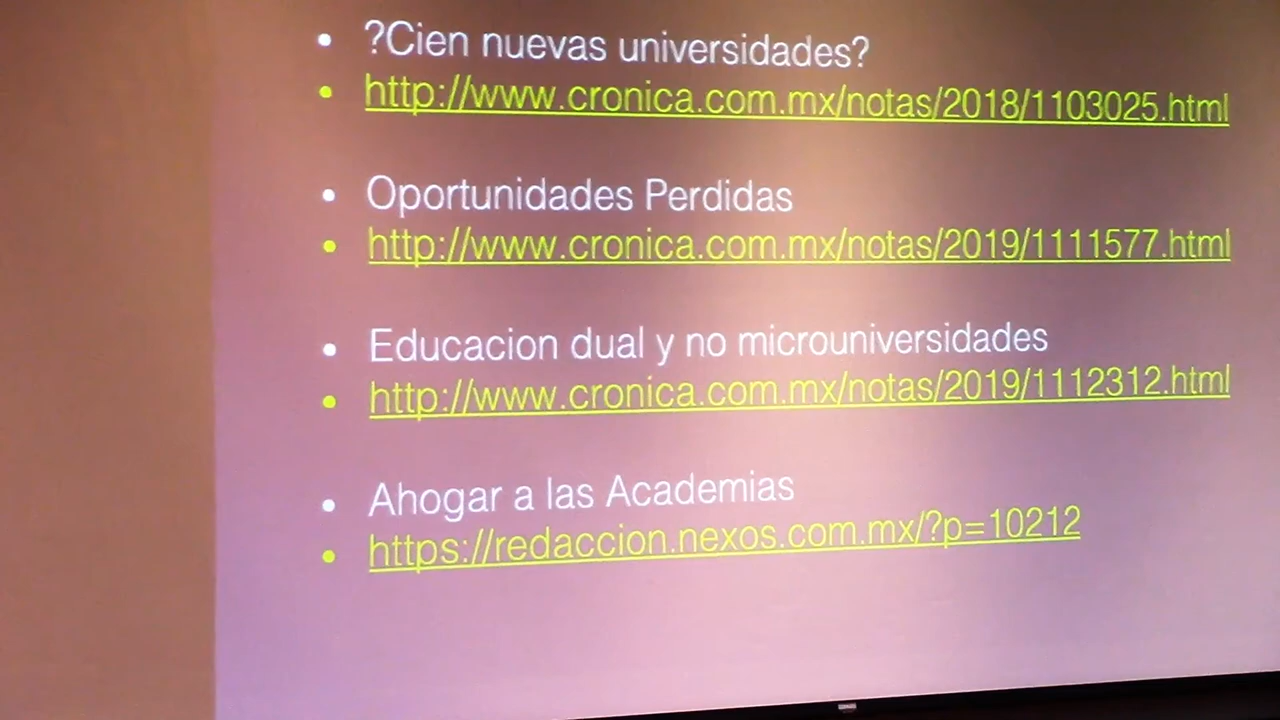 • ?Cien nuevas universidades?
• http://www.cronica.com.mx/notas/2018/1103025.html
• Oportunidades Perdidas
• http://www.cronica.com.mx/notas/2019/1111577.html
• Educacion dual y no microuniversidades
• http://www.cronica.com.mx/notas/2019/1112312.html
• Ahogar a las Academias
• https://redaccion.nexos.com.mx/?p=10212